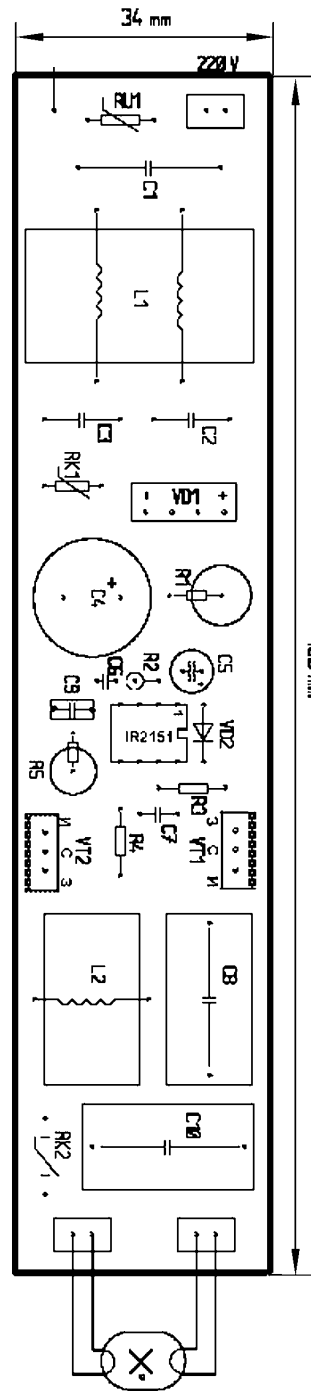 34 mm
220 V
RU1
C1
L1
C3
C2
RK1
- VD1 +
+
C4
R1
C6
R2
C5
C9
1
IR2151
VD2
R5
R3
C7
R4
И
С
З
VT2
З
С
И
VT1
L2
C8
C10
RK2